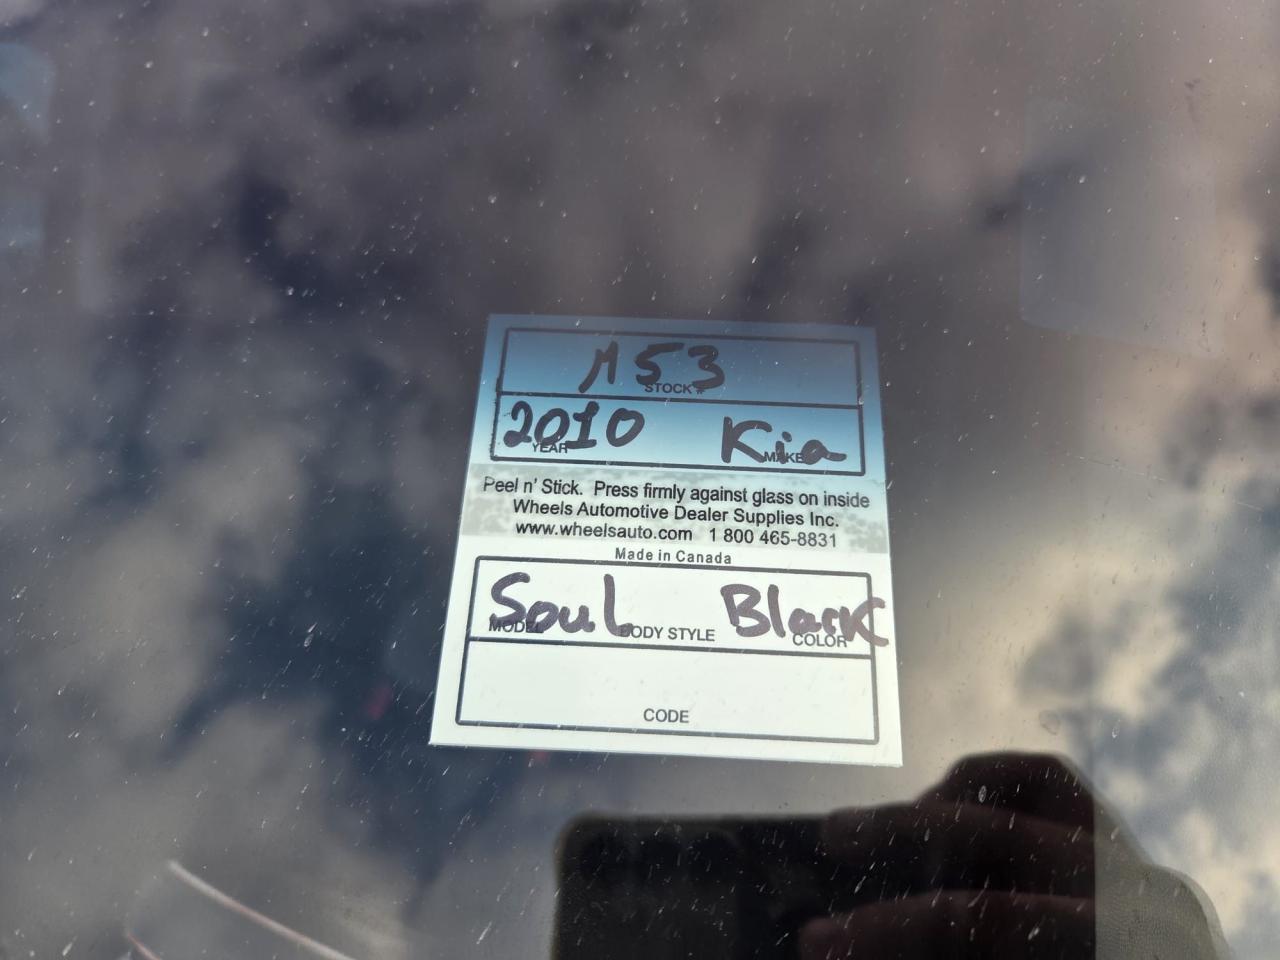 M53
STOCK #
2010 Kia
YEAR MAKE
Peel n' Stick. Press firmly against glass on inside
Wheels Automotive Dealer Supplies Inc.
www.wheelsauto.com 1 800 465-8831
Made in Canada
Soul Black
MODEL BODY STYLE COLOR
CODE